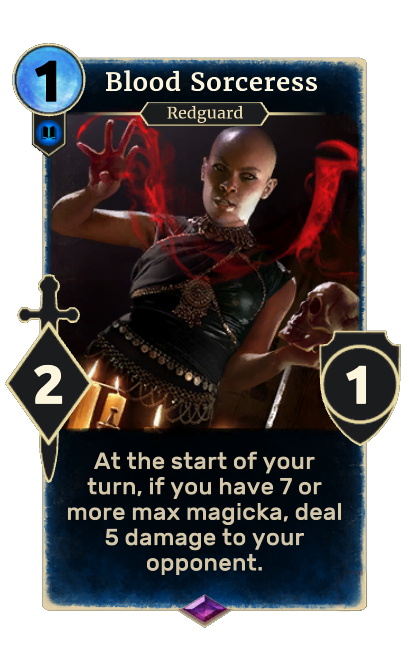 1
Blood Sorceress
Redguard
2
1
At the start of your
turn, if you have 7 or
more max magicka, deal
5 damage to your
opponent.